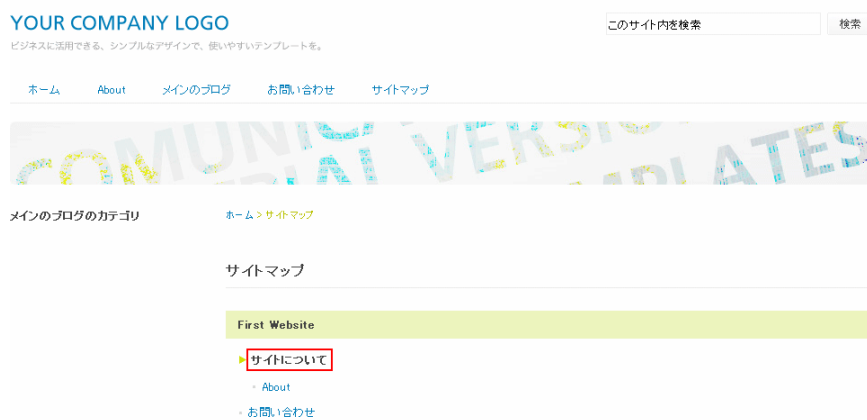 YOUR COMPANY LOGO
ビジネスに活用できる、シンプルなデザインで、使いやすいテンプレートを。
このサイト内を検索
検索
ホーム About メインのブログ お問い合わせ サイトマップ
メインのブログのカテゴリ
ホーム > サイトマップ
サイトマップ
First Website
サイトについて
About
お問い合わせ